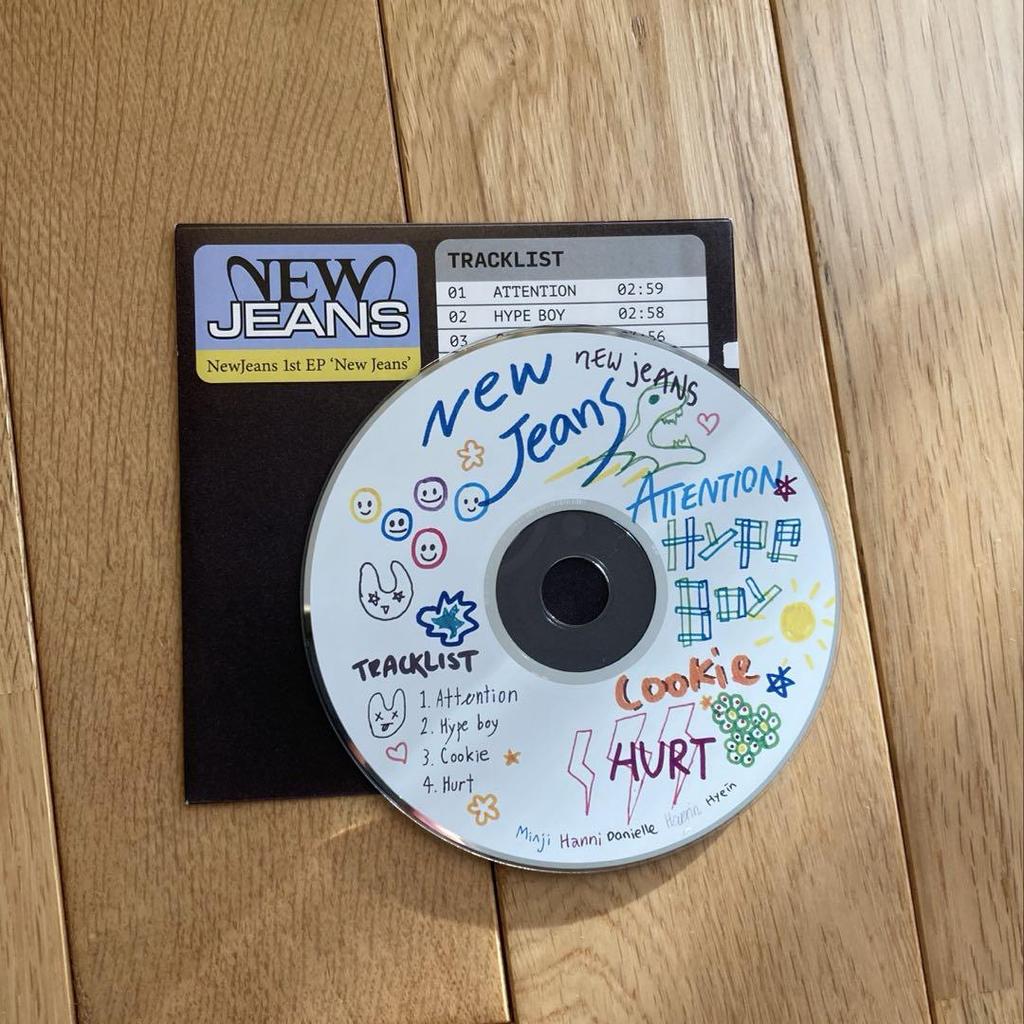 NEW
JEANS
NewJeans 1st EP 'New Jeans'
TRACKLIST
01 ATTENTION 02:59
02 HYPE BOY 02:58
03
New
Jeans
NEW jEANS
ATTENTION
HYPE
BOY
COOKiE
HURT
TRACKLIST
1. Attention
2. Hype boy
3. Cookie
4. Hurt
Minji Hanni Danielle Haerin Hyein